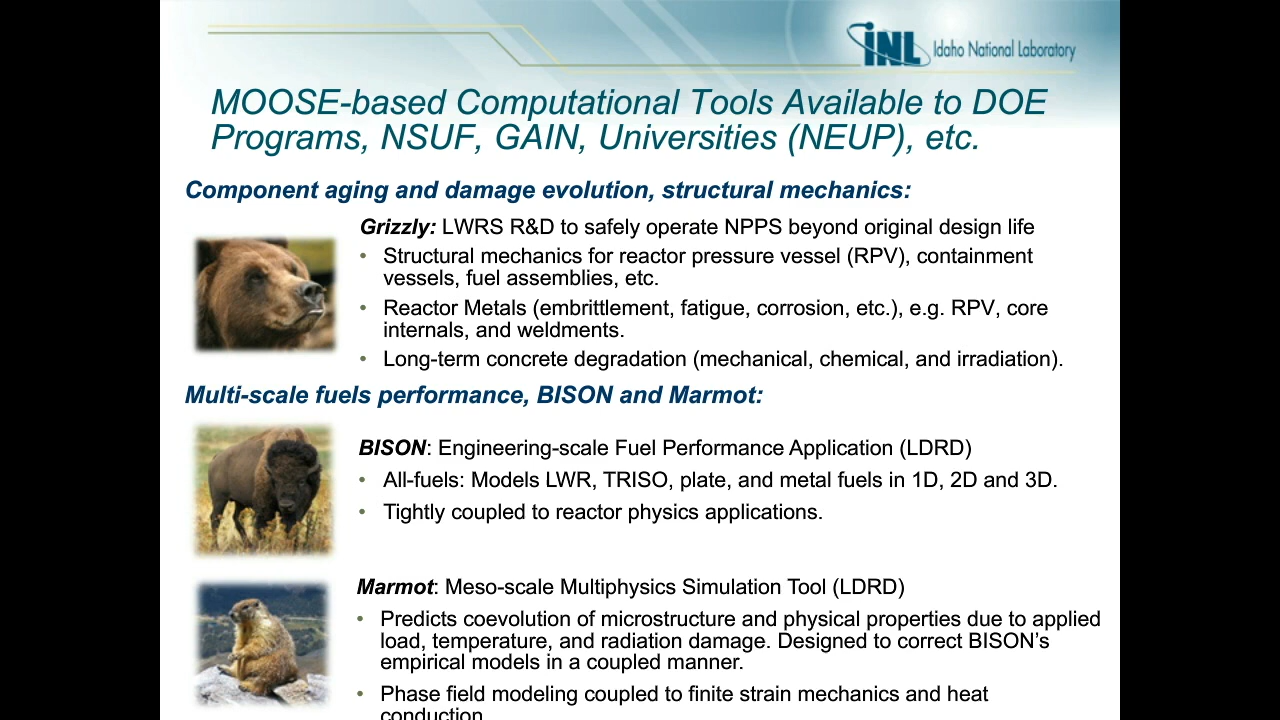 INL Idaho National Laboratory
MOOSE-based Computational Tools Available to DOE
Programs, NSUF, GAIN, Universities (NEUP), etc.
Component aging and damage evolution, structural mechanics:
Grizzly: LWRS R&D to safely operate NPPS beyond original design life
• Structural mechanics for reactor pressure vessel (RPV), containment
vessels, fuel assemblies, etc.
• Reactor Metals (embrittlement, fatigue, corrosion, etc.), e.g. RPV, core
internals, and weldments.
• Long-term concrete degradation (mechanical, chemical, and irradiation).
Multi-scale fuels performance, BISON and Marmot:
BISON: Engineering-scale Fuel Performance Application (LDRD)
• All-fuels: Models LWR, TRISO, plate, and metal fuels in 1D, 2D and 3D.
• Tightly coupled to reactor physics applications.
Marmot: Meso-scale Multiphysics Simulation Tool (LDRD)
• Predicts coevolution of microstructure and physical properties due to applied
load, temperature, and radiation damage. Designed to correct BISON’s
empirical models in a coupled manner.
• Phase field modeling coupled to finite strain mechanics and heat
conduction